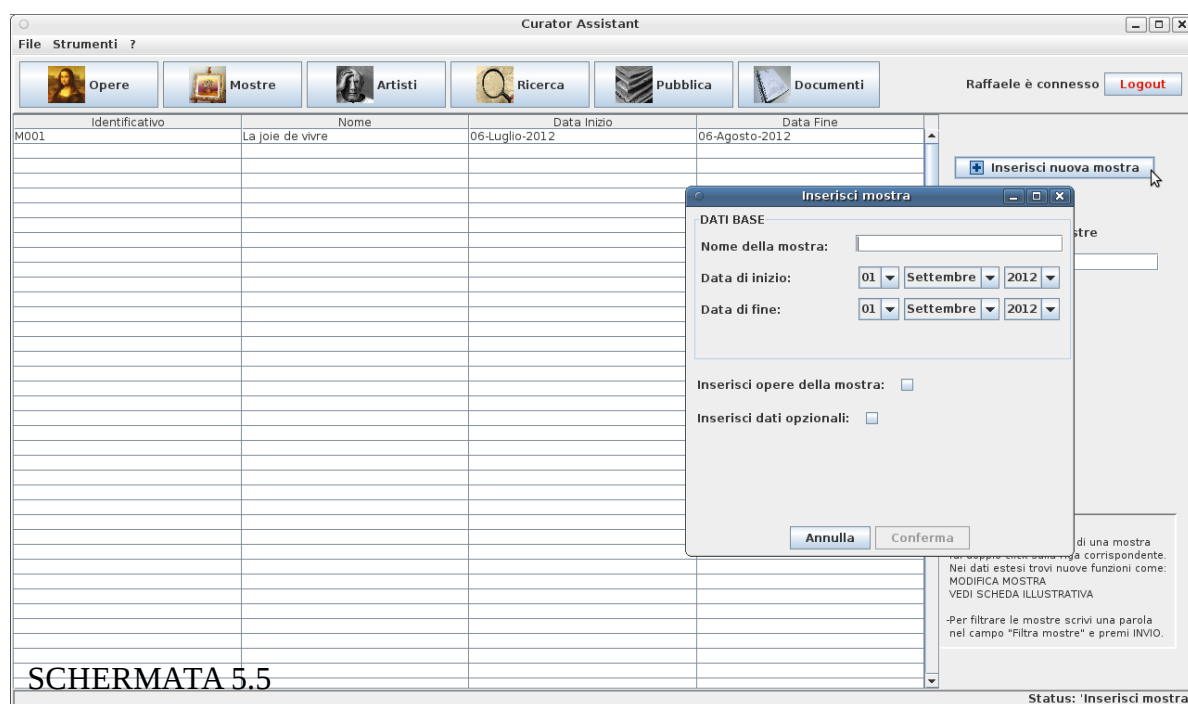 Curator Assistant
File Strumenti ?
Opere Mostre Artisti Ricerca Pubblica Documenti Raffaele è connesso Logout
Identificativo Nome Data Inizio Data Fine
M001 La joie de vivre 06-Luglio-2012 06-Agosto-2012
Inserisci nuova mostra
Inserisci mostra
DATI BASE
Nome della mostra:
Data di inizio: 01 Settembre 2012
Data di fine: 01 Settembre 2012
Inserisci opere della mostra:
Inserisci dati opzionali:
Annulla Conferma
stre
di una mostra
corrispondente.
Nei dati estesi trovi nuove funzioni come:
MODIFICA MOSTRA
VEDI SCHEDA ILLUSTRATIVA
-Per filtrare le mostre scrivi una parola
nel campo "Filtra mostre" e premi INVIO.
SCHERMATA 5.5
Status: 'Inserisci mostra